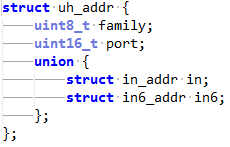 struct uh_addr {
	uint8_t family;
	uint16_t port;
	union {
		struct in_addr in;
		struct in6_addr in6;
	};
};